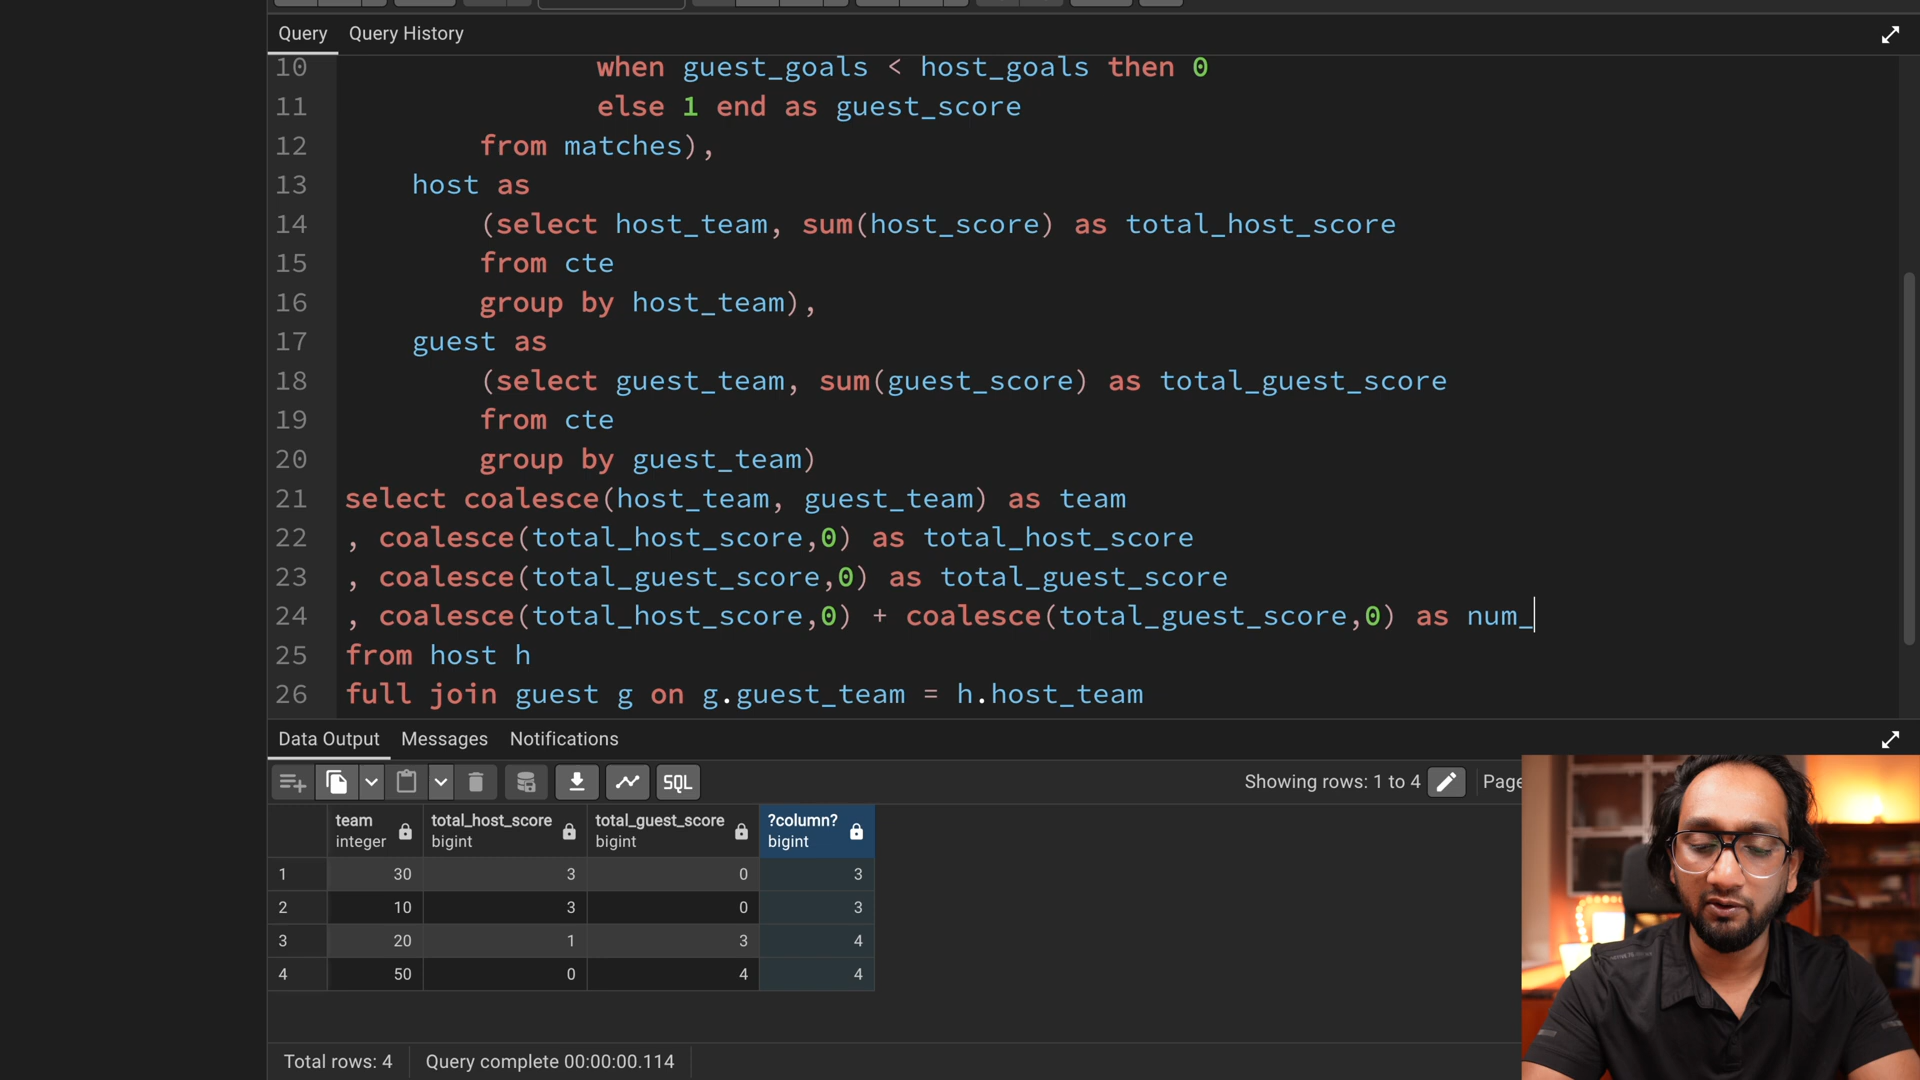 Query Query History
10 when guest_goals < host_goals then 0
11 else 1 end as guest_score
12 from matches),
13 host as
14 (select host_team, sum(host_score) as total_host_score
15 from cte
16 group by host_team),
17 guest as
18 (select guest_team, sum(guest_score) as total_guest_score
19 from cte
20 group by guest_team)
21 select coalesce(host_team, guest_team) as team
22 , coalesce(total_host_score,0) as total_host_score
23 , coalesce(total_guest_score,0) as total_guest_score
24 , coalesce(total_host_score,0) + coalesce(total_guest_score,0) as num_
25 from host h
26 full join guest g on g.guest_team = h.host_team
Data Output Messages Notifications
SQL Showing rows: 1 to 4 Page
team total_host_score total_guest_score ?column?
integer bigint bigint bigint
1 30 3 0 3
2 10 3 0 3
3 20 1 3 4
4 50 0 4 4
Total rows: 4 Query complete 00:00:00.114